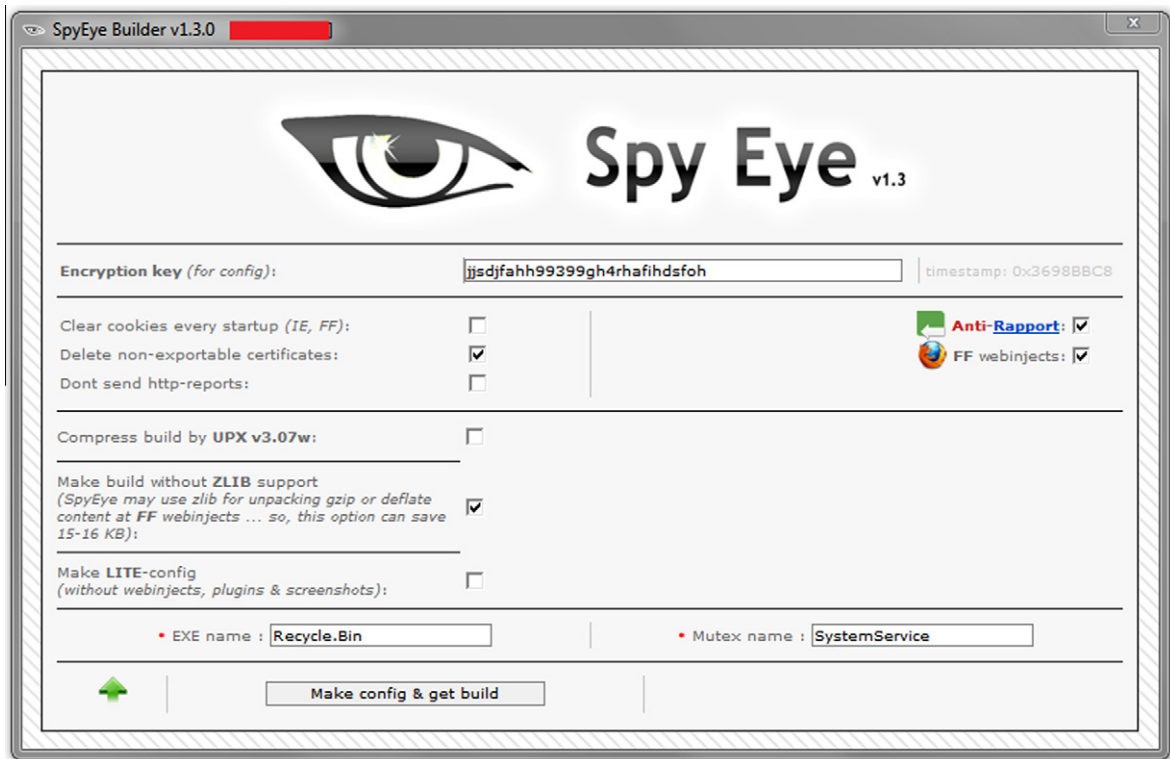 SpyEye Builder v1.3.0 ]
x
Spy Eye v1.3
Encryption key (for config): jjsdjfahh99399gh4rhafihdsfoh timestamp: 0x3698BBC8
Clear cookies every startup (IE, FF):
Anti-Rapport:
Delete non-exportable certificates:
FF webinjects:
Dont send http-reports:
Compress build by UPX v3.07w:
Make build without ZLIB support
(SpyEye may use zlib for unpacking gzip or deflate
content at FF webinjects ... so, this option can save
15-16 KB):
Make LITE-config
(without webinjects, plugins & screenshots):
• EXE name : Recycle.Bin
• Mutex name : SystemService
Make config & get build